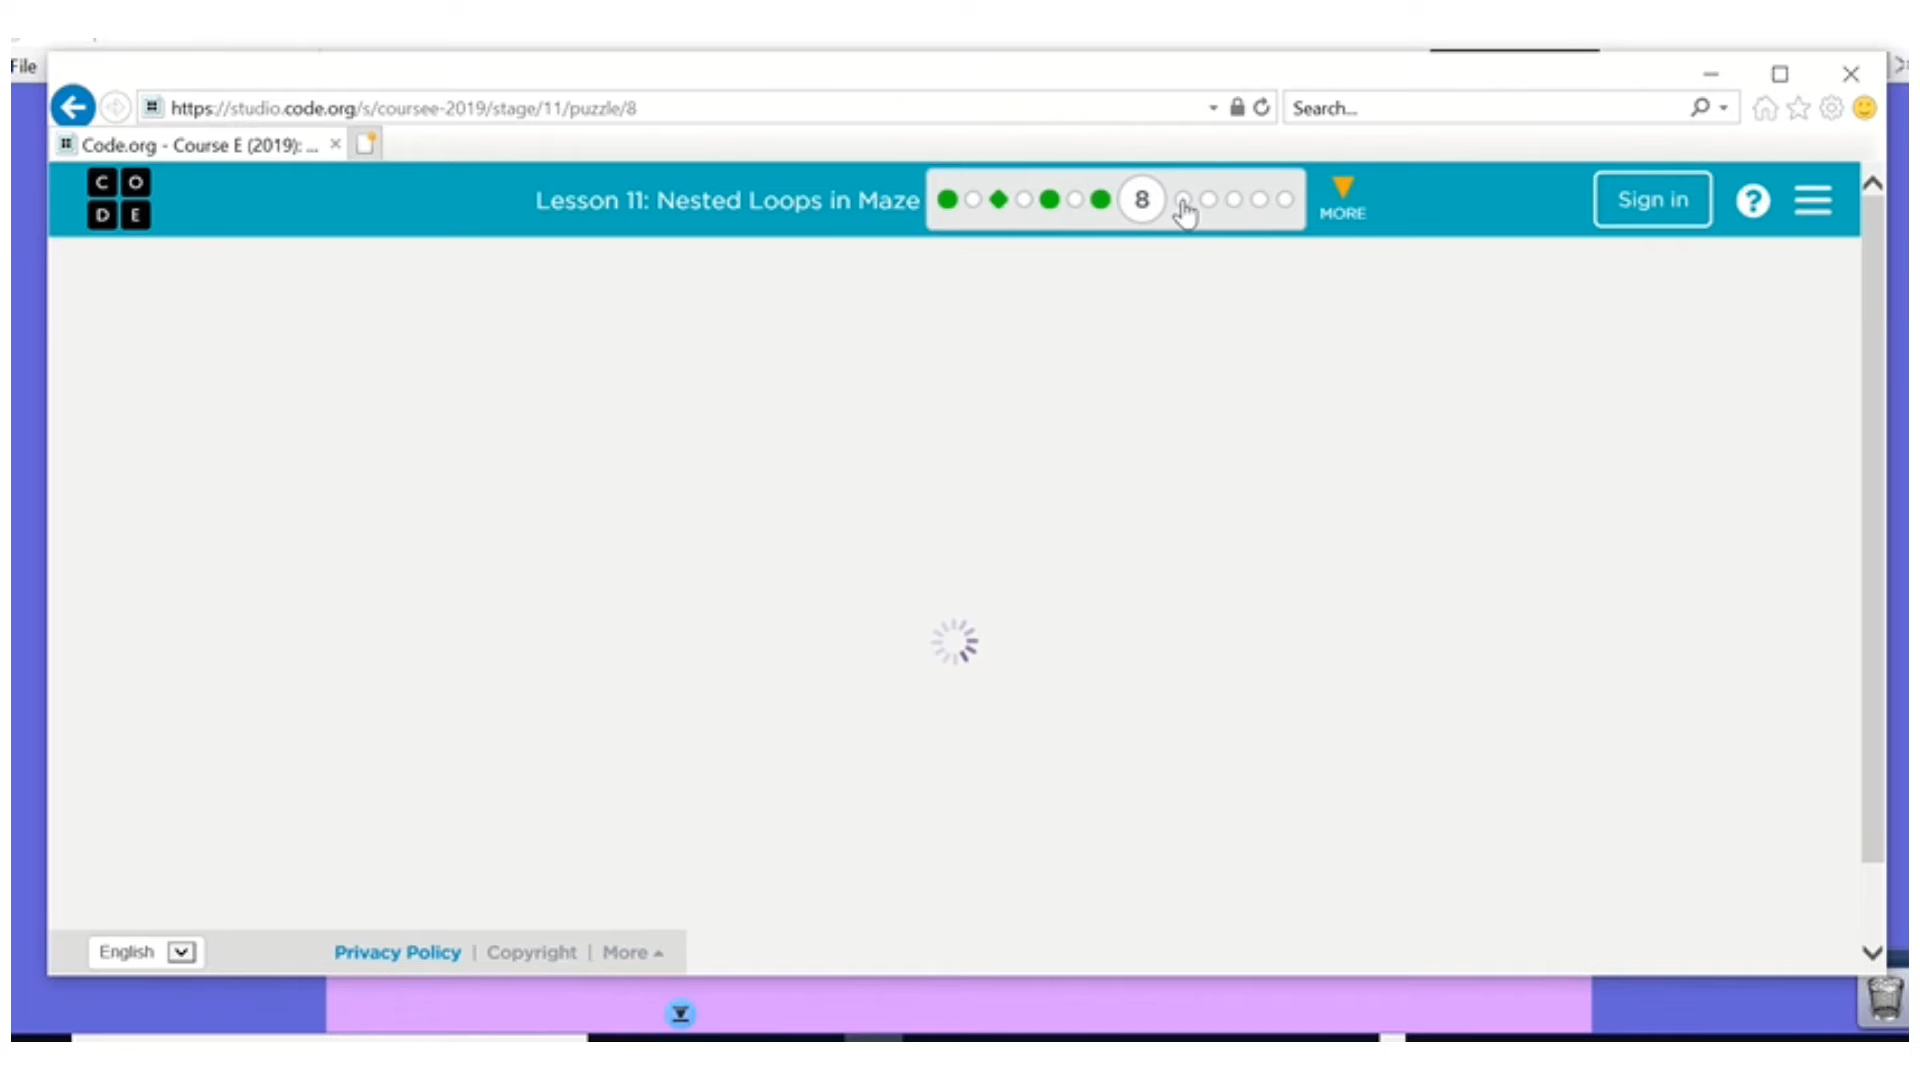 File
https://studio.code.org/s/coursee-2019/stage/11/puzzle/8
Search...
Code.org - Course E (2019): ...
C O
D E
Lesson 11: Nested Loops in Maze
8
MORE
Sign in
?
English
Privacy Policy | Copyright | More